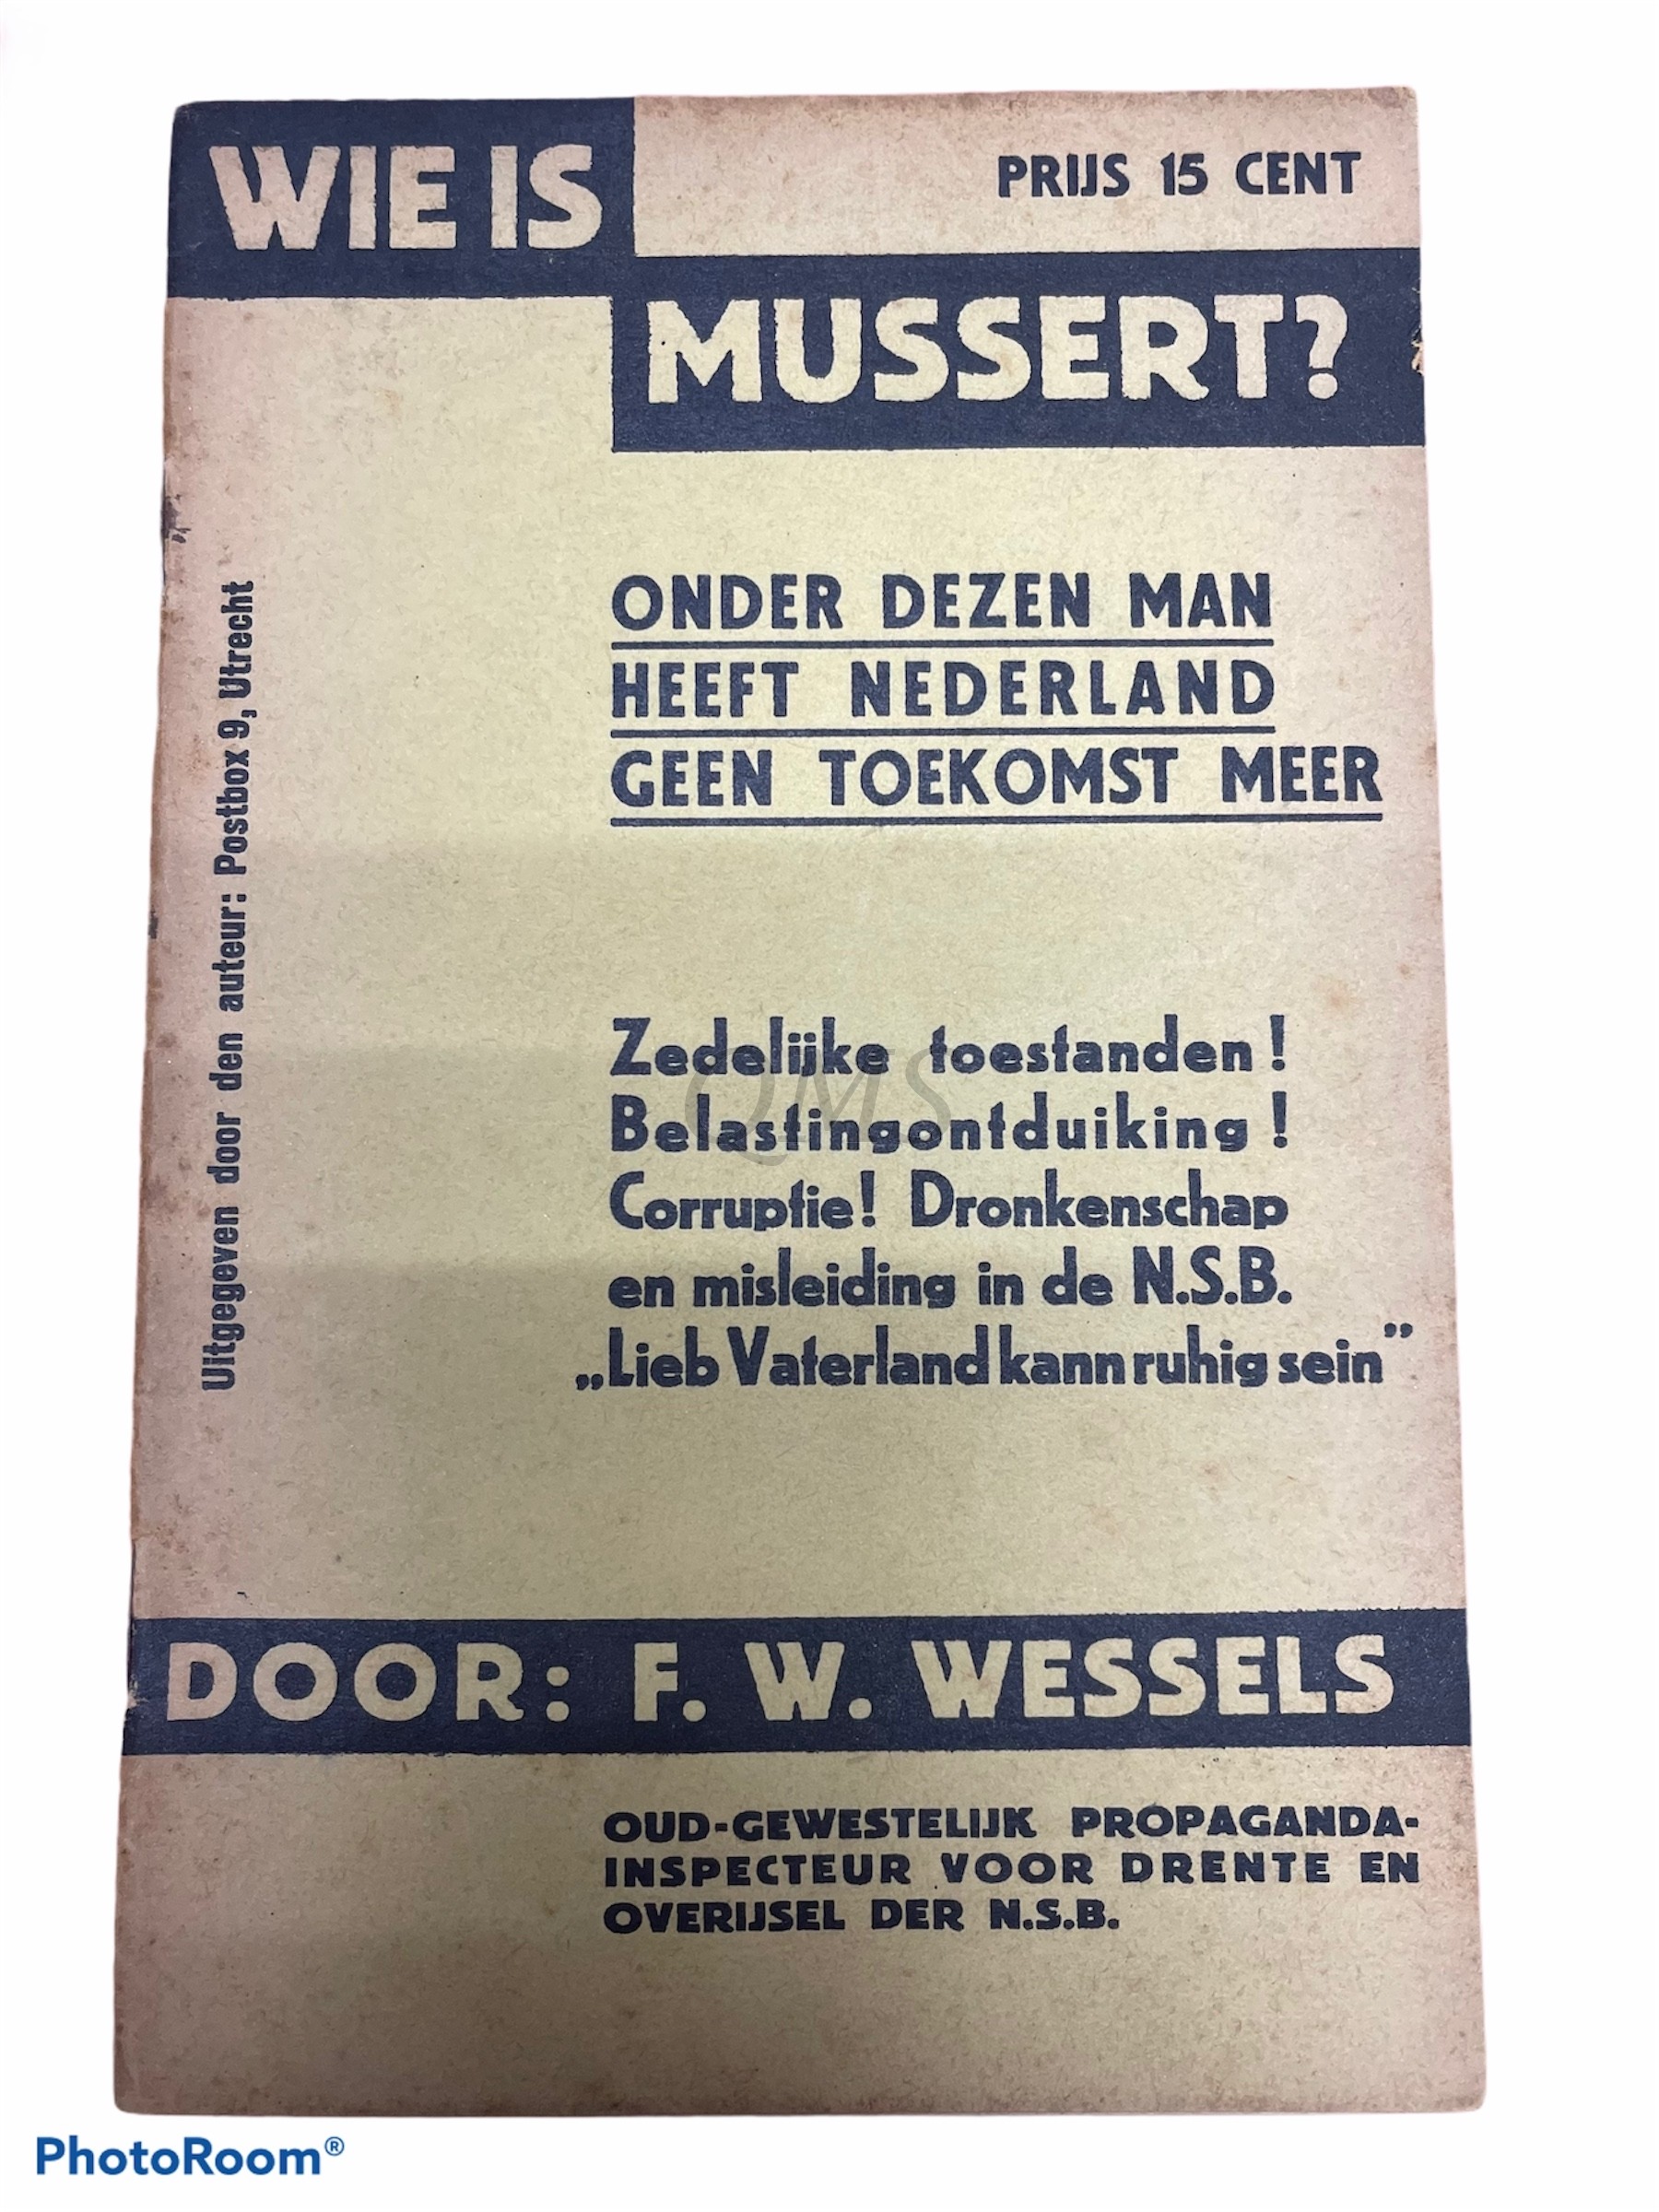 WIE IS
PRIJS 15 CENT
MUSSERT?
ONDER DEZEN MAN
HEEFT NEDERLAND
GEEN TOEKOMST MEER
Uitgegeven door den auteur: Postbox 9, Utrecht
Zedelijke toestanden!
Belastingontduiking!
Corruptie! Dronkenschap
en misleiding in de N.S.B.
„Lieb Vaterland kann ruhig sein”
QMS
DOOR: F. W. WESSELS
OUD-GEWESTELIJK PROPAGANDA-
INSPECTEUR VOOR DRENTE EN
OVERIJSEL DER N.S.B.
PhotoRoom®